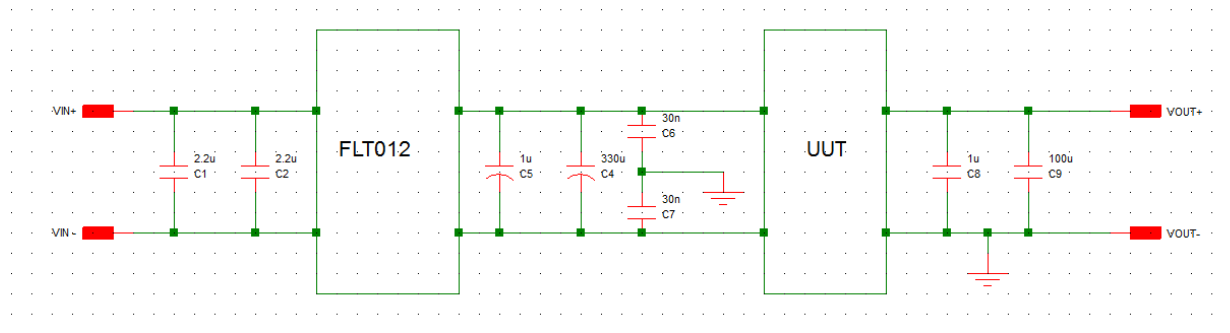 VIN+
VIN-
2.2u
C1
2.2u
C2
FLT012
1u
C5
330u
C4
30n
C6
30n
C7
UUT
1u
C8
100u
C9
VOUT+
VOUT-